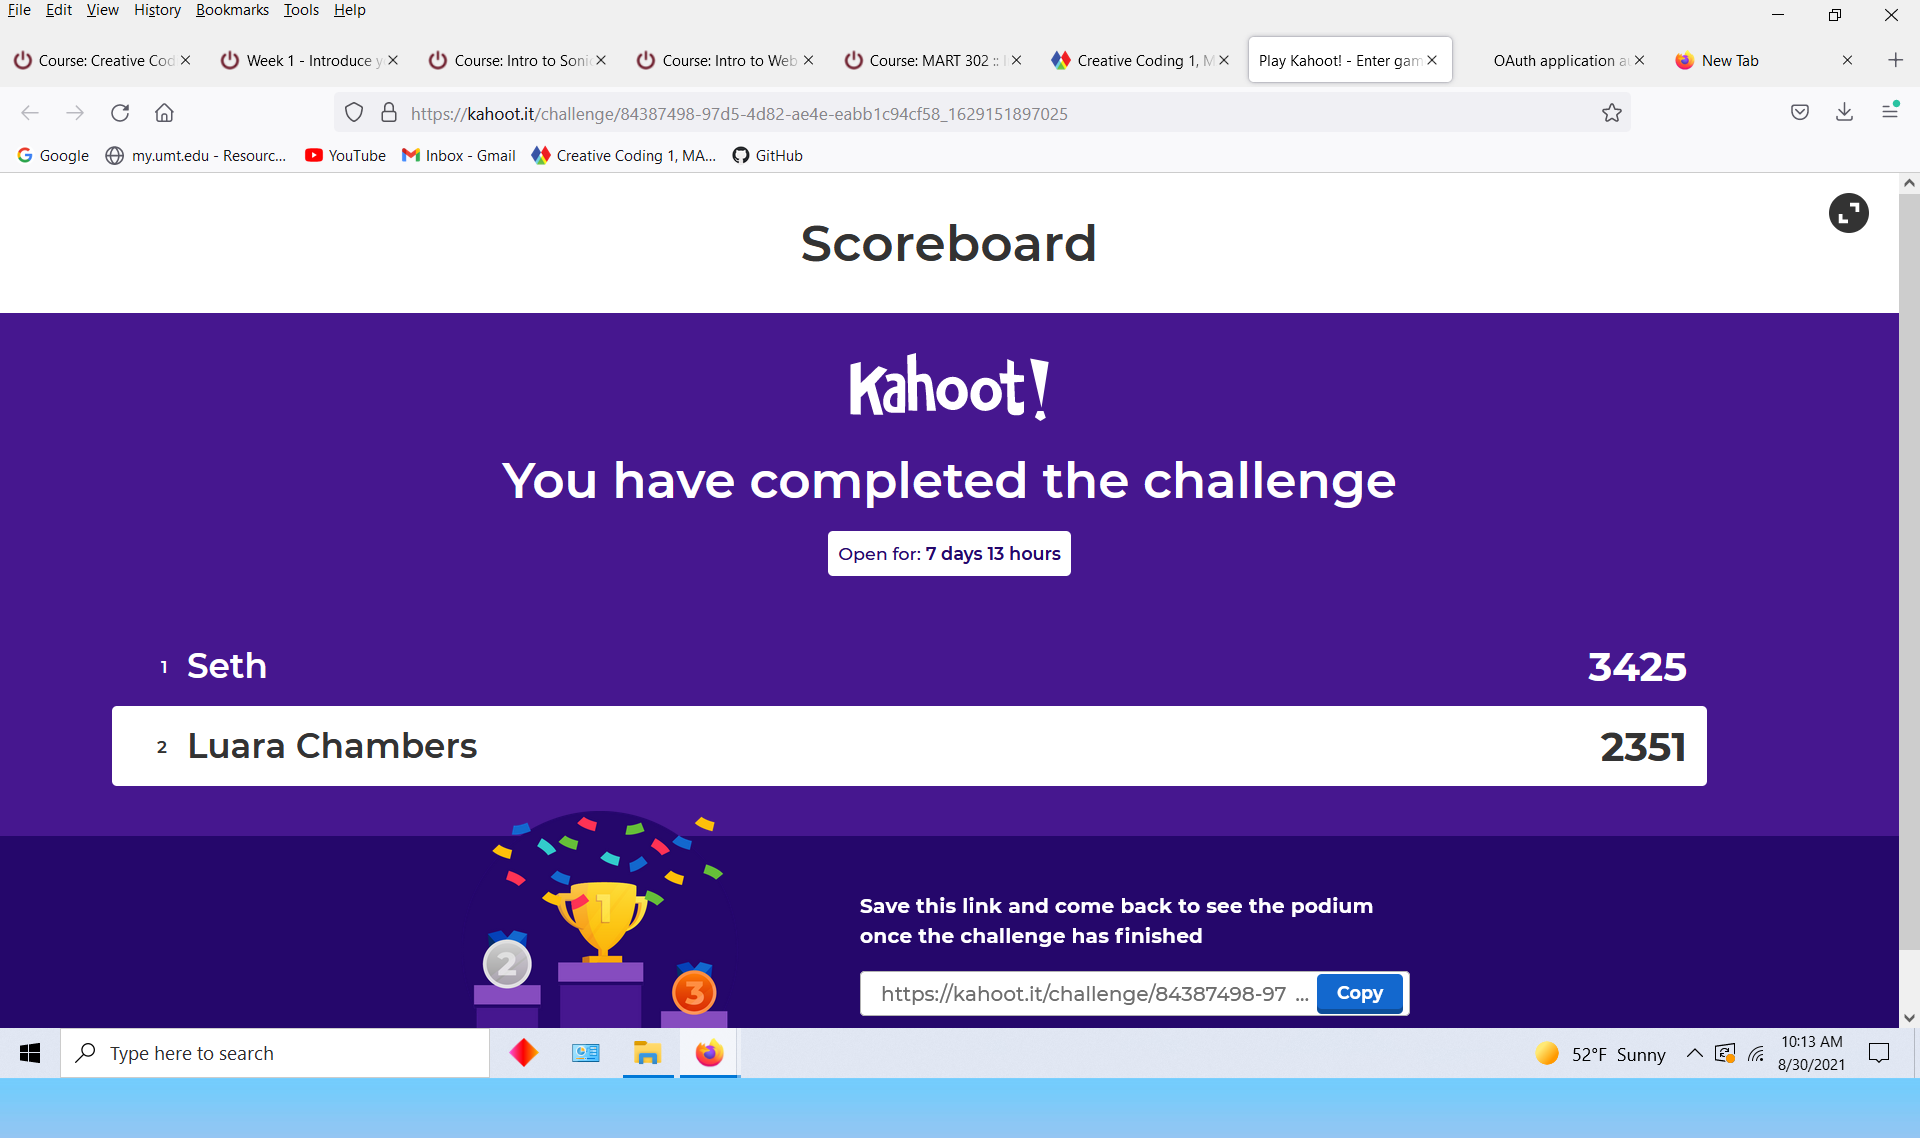 File Edit View History Bookmarks Tools Help
Course: Creative Cod
Week 1 - Introduce y
Course: Intro to Soni
Course: Intro to Web
Course: MART 302 ::
Creative Coding 1, M
Play Kahoot! - Enter gam
OAuth application a
New Tab
https://kahoot.it/challenge/84387498-97d5-4d82-ae4e-eabb1c94cf58_1629151897025
Google my.umt.edu - Resourc... YouTube Inbox - Gmail Creative Coding 1, MA... GitHub
Scoreboard
Kahoot!
You have completed the challenge
Open for: 7 days 13 hours
1 Seth 3425
2 Luara Chambers 2351
1
2
3
Save this link and come back to see the podium
once the challenge has finished
https://kahoot.it/challenge/84387498-97 ... Copy
Type here to search
52°F Sunny
10:13 AM
8/30/2021